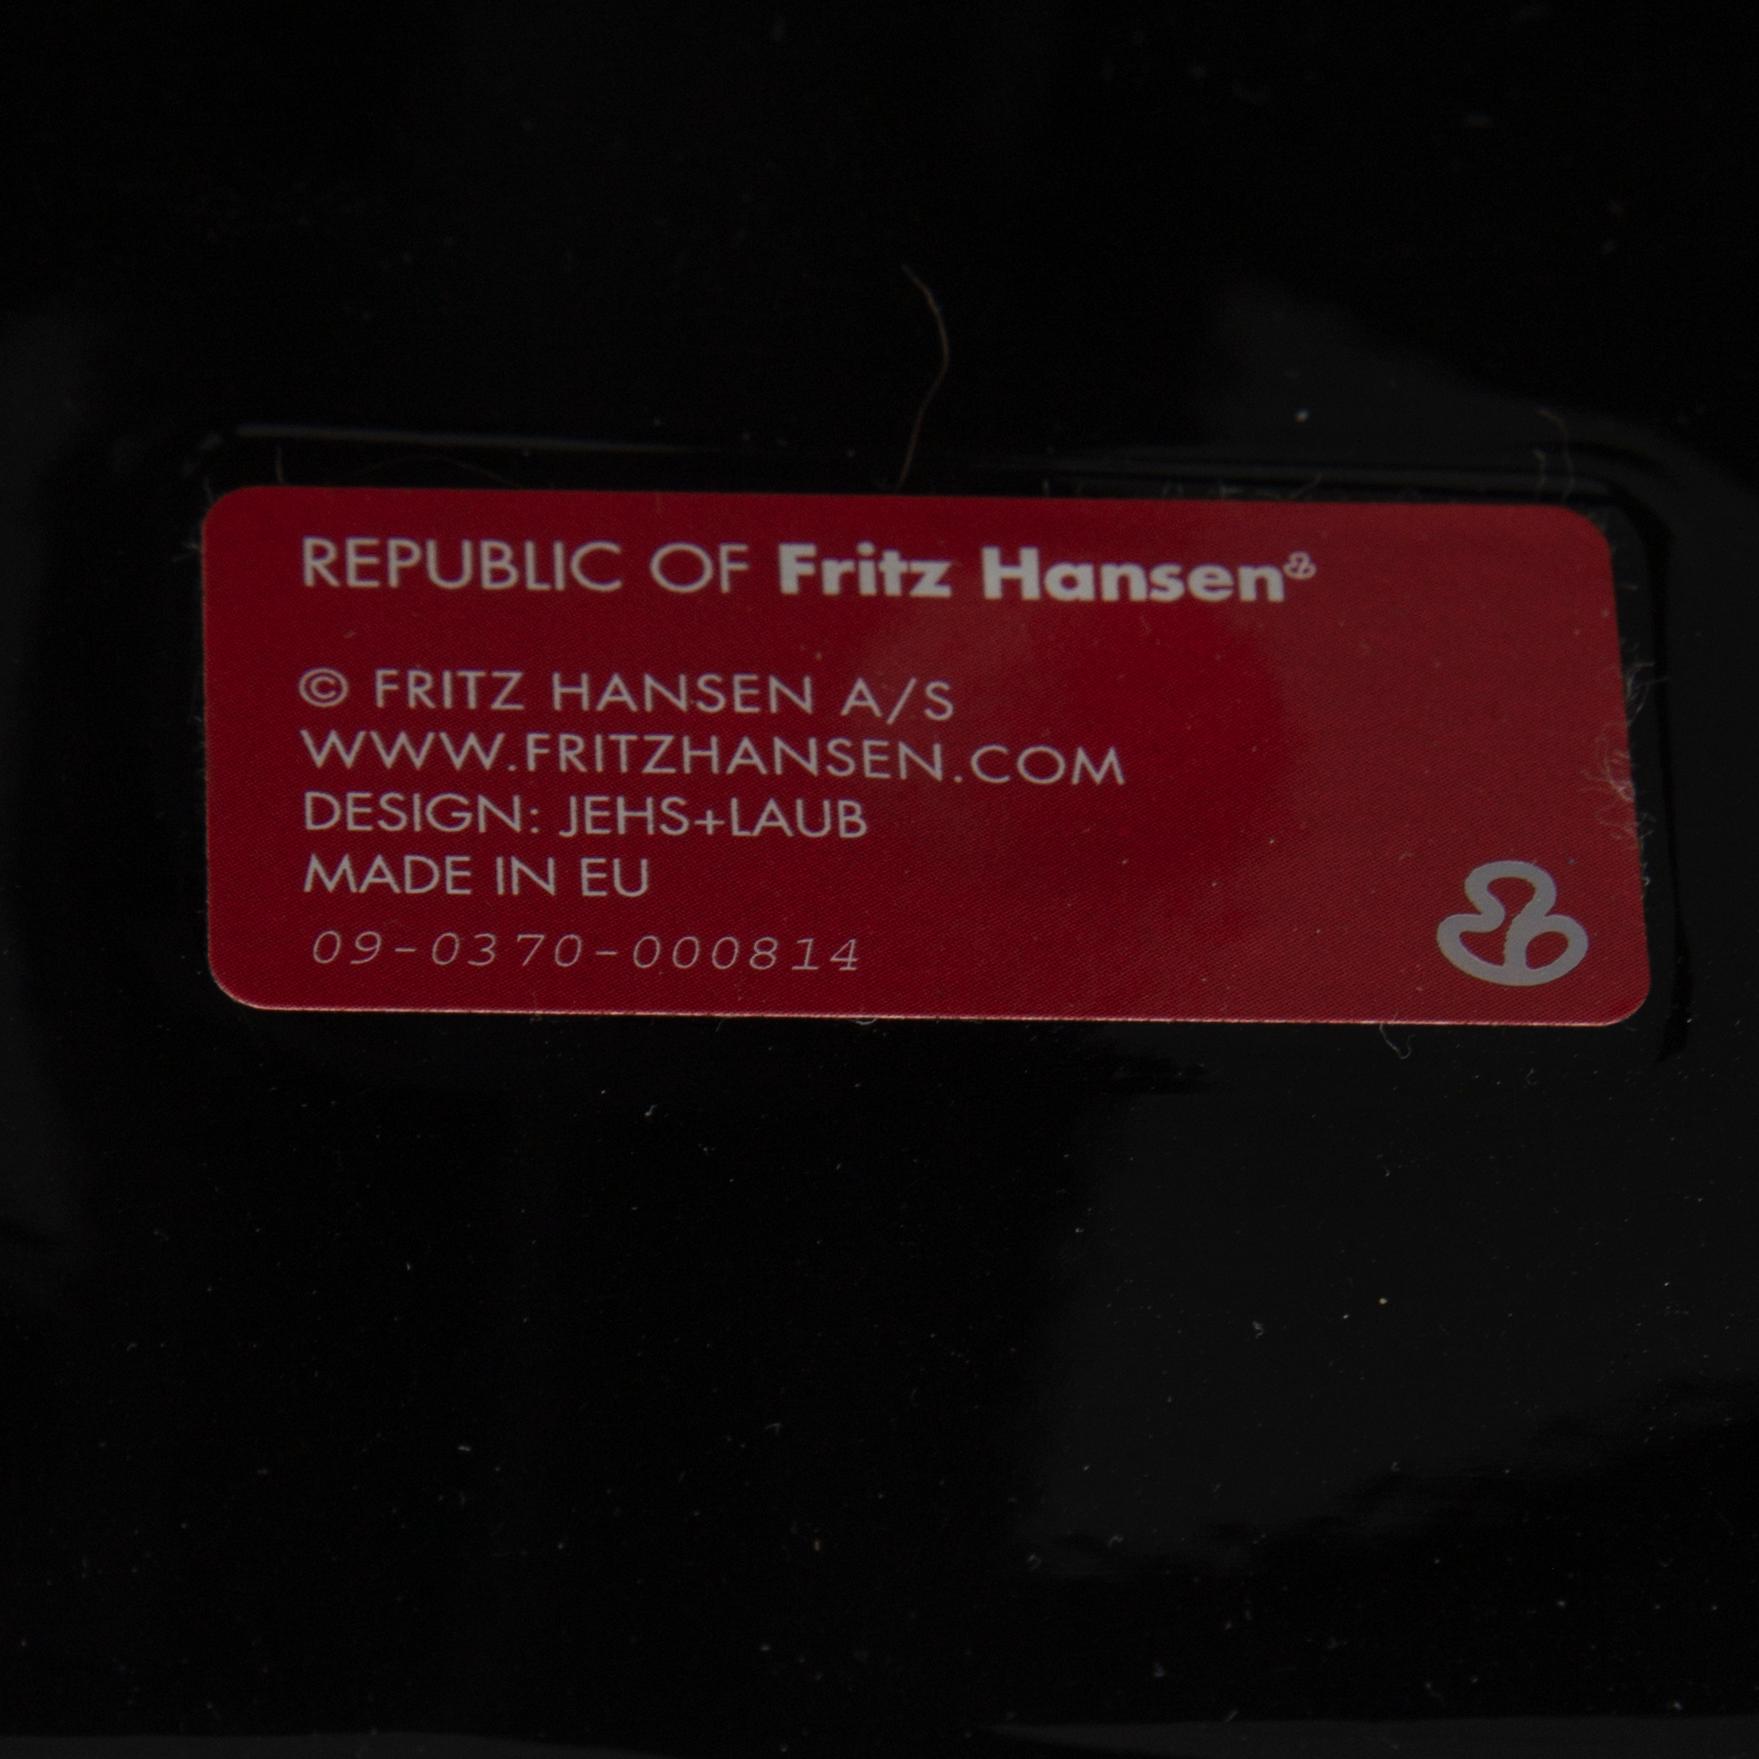 REPUBLIC OF Fritz Hansen
© FRITZ HANSEN A/S
WWW.FRITZHANSEN.COM
DESIGN: JEHS+LAUB
MADE IN EU
09-0370-000814